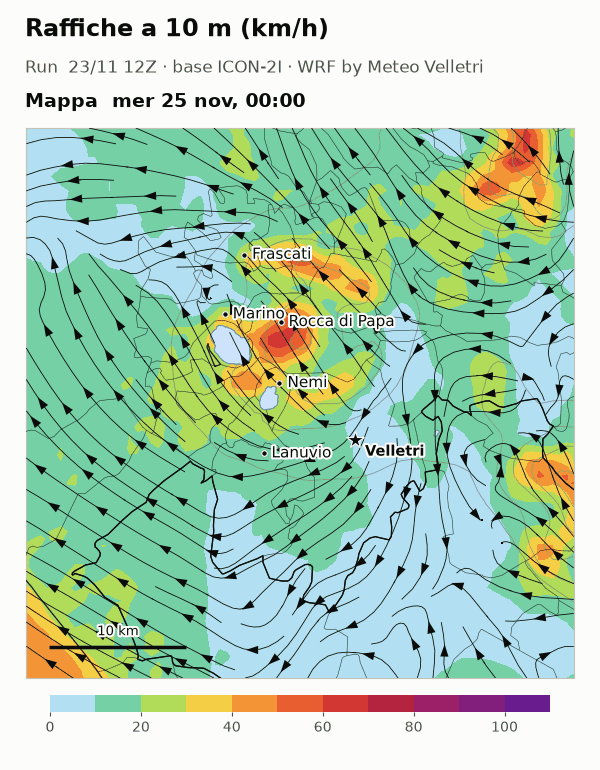 Raffiche a 10 m (km/h)
Run 23/11 12Z · base ICON-2I · WRF by Meteo Velletri
Mappa mer 25 nov, 00:00
Frascati
Marino
Rocca di Papa
Nemi
Velletri
Lanuvio
10 km
0 20 40 60 80 100